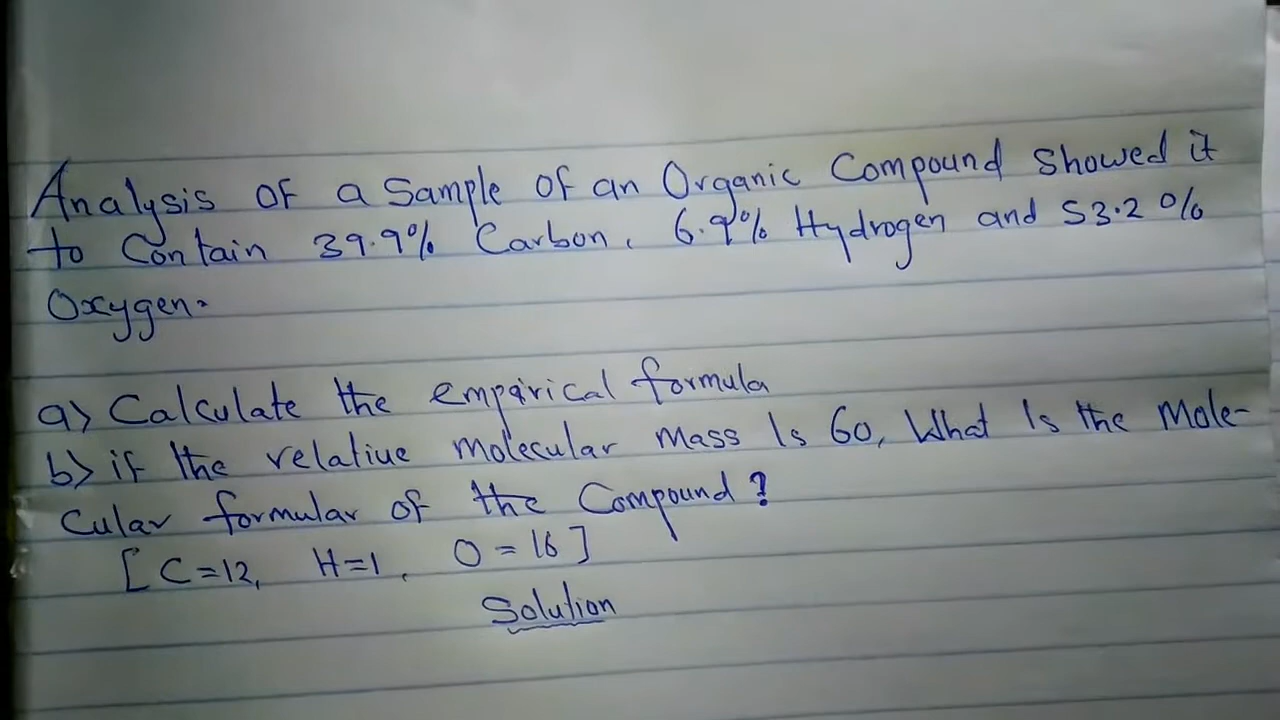 Analysis of a Sample of an Organic Compound Showed it
to Contain 39.9% Carbon, 6.9% Hydrogen and 53.2%
Oxygen.
a) Calculate the empirical formula
b) if the relative molecular mass Is 60, What Is the Mole-
Cular formular of the Compound?
[C=12, H=1, O=16]
Solution